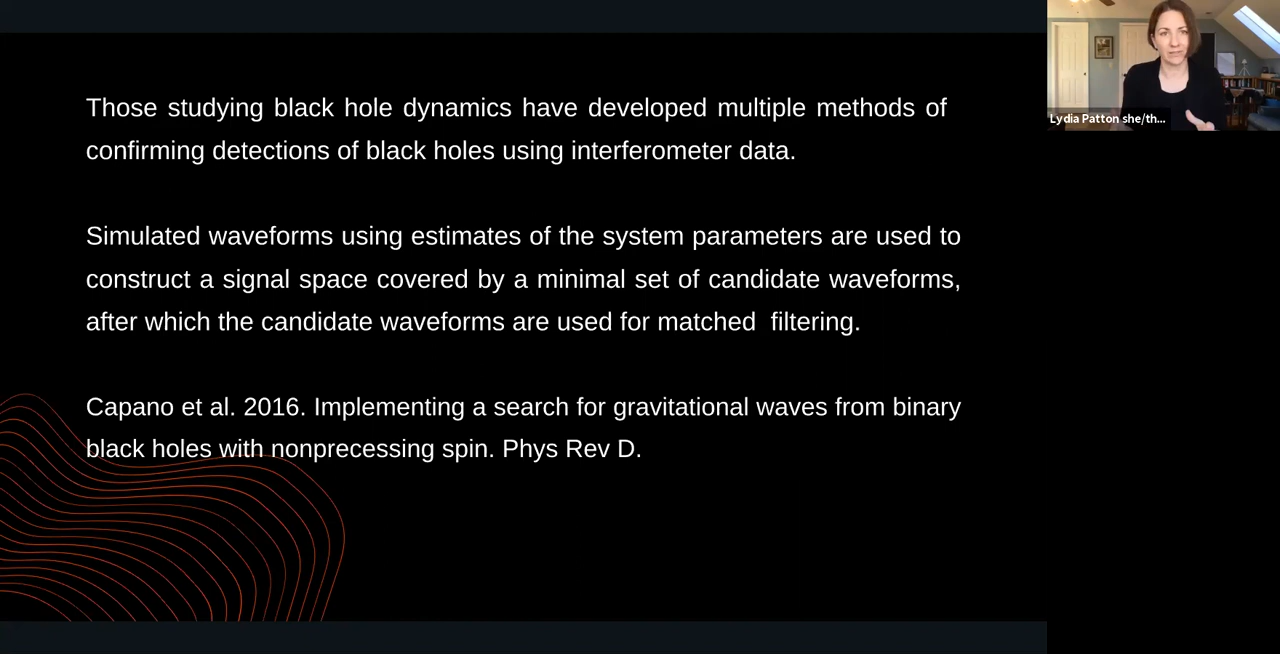 Those studying black hole dynamics have developed multiple methods of
confirming detections of black holes using interferometer data.
Simulated waveforms using estimates of the system parameters are used to
construct a signal space covered by a minimal set of candidate waveforms,
after which the candidate waveforms are used for matched  filtering.
Capano et al. 2016. Implementing a search for gravitational waves from binary
black holes with nonprecessing spin. Phys Rev D.
Lydia Patton she/th...